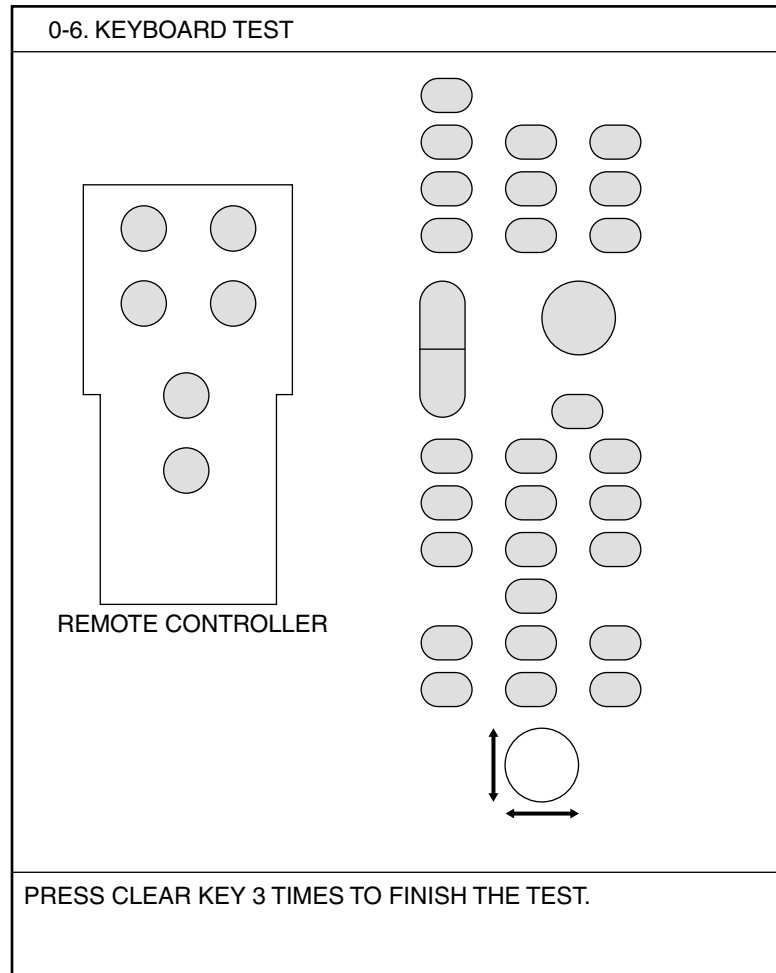 0-6. KEYBOARD TEST
REMOTE CONTROLLER
PRESS CLEAR KEY 3 TIMES TO FINISH THE TEST.